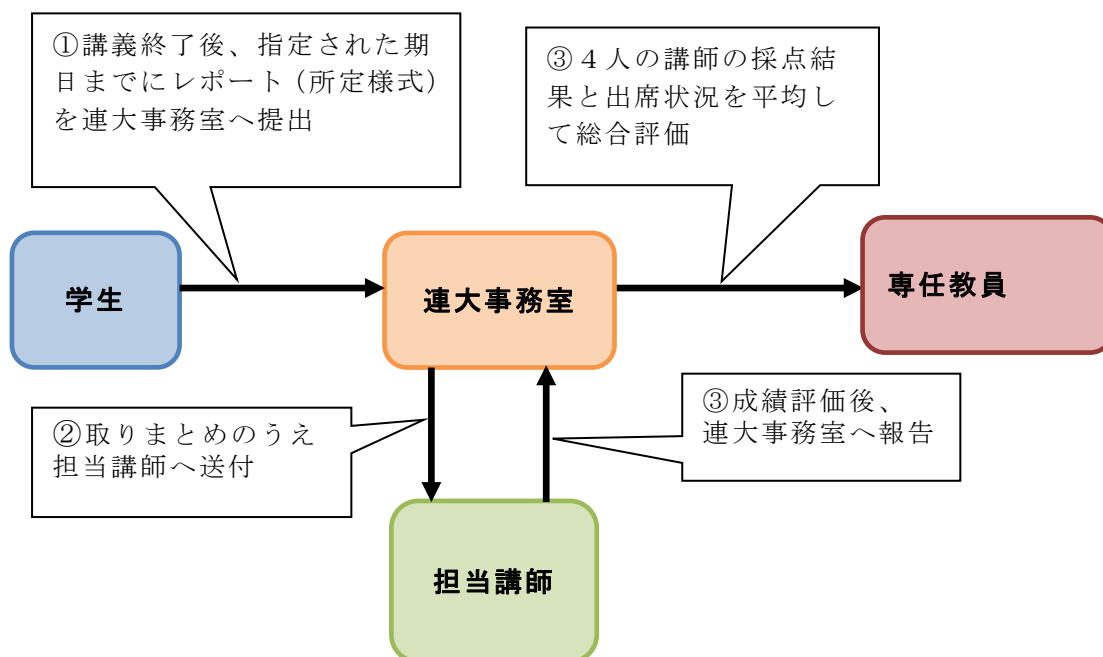 ①講義終了後、指定された期
日までにレポート（所定様式）
を連大事務室へ提出
③４人の講師の採点結
果と出席状況を平均し
て総合評価
学生
連大事務室
専任教員
②取りまとめのうえ
担当講師へ送付
③成績評価後、
連大事務室へ報告
担当講師